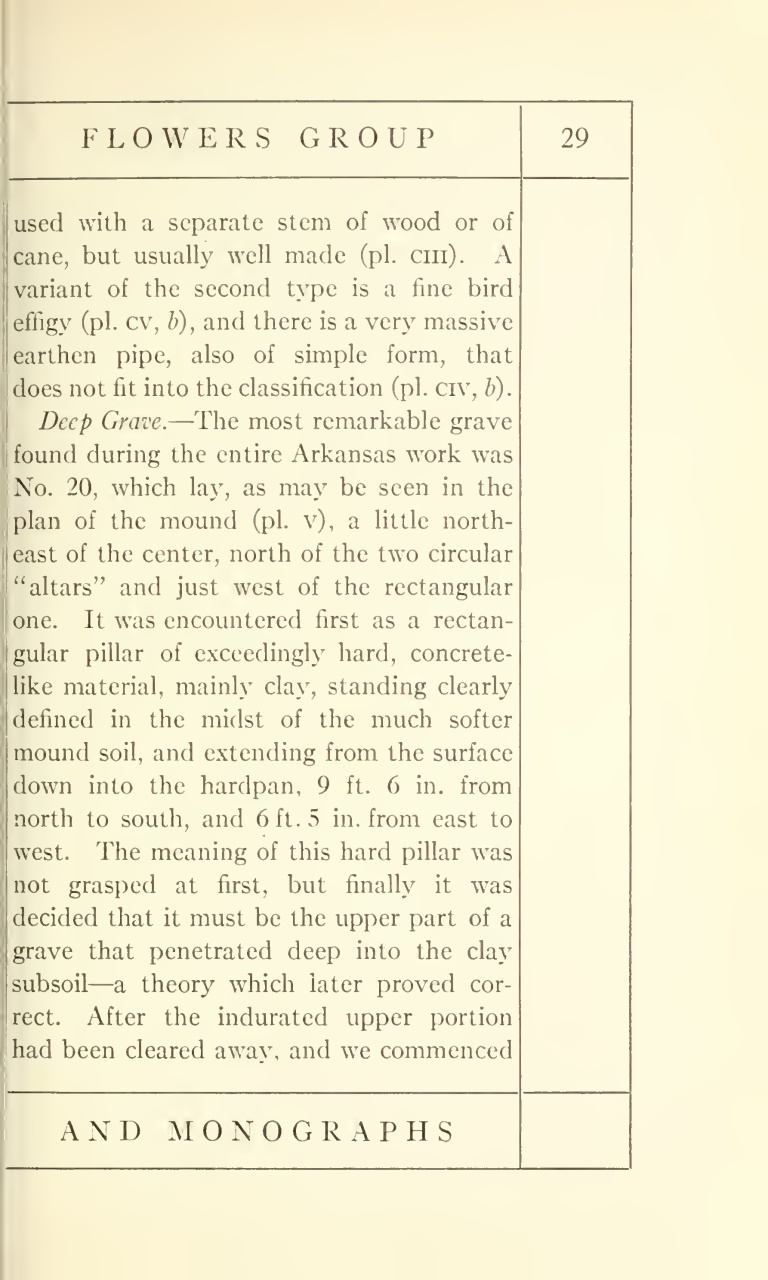 FLOWERS GROUP
29
used with a separate stem of wood or of
cane, but usually well made (pl. CIII). A
variant of the second type is a fine bird
effigy (pl. CV, b), and there is a very massive
earthen pipe, also of simple form, that
does not fit into the classification (pl. CIV, b).
Deep Grave.—The most remarkable grave
found during the entire Arkansas work was
No. 20, which lay, as may be seen in the
plan of the mound (pl. V), a little north-
east of the center, north of the two circular
“altars” and just west of the rectangular
one. It was encountered first as a rectan-
gular pillar of exceedingly hard, concrete-
like material, mainly clay, standing clearly
defined in the midst of the much softer
mound soil, and extending from the surface
down into the hardpan, 9 ft. 6 in. from
north to south, and 6 ft. 5 in. from east to
west. The meaning of this hard pillar was
not grasped at first, but finally it was
decided that it must be the upper part of a
grave that penetrated deep into the clay
subsoil—a theory which later proved cor-
rect. After the indurated upper portion
had been cleared away, and we commenced
AND MONOGRAPHS